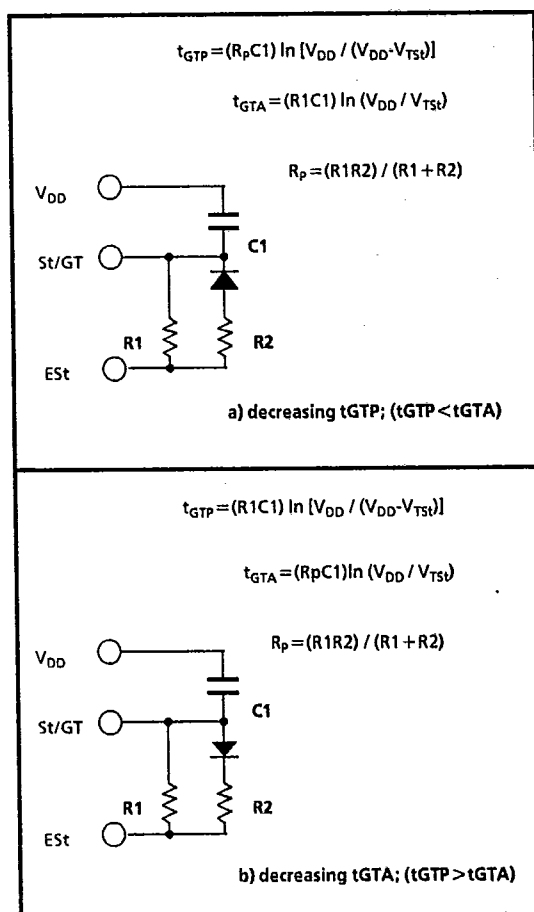 tGTP=(RPC1) ln [VDD / (VDD-VTSt)]
tGTA=(R1C1) ln (VDD / VTSt)
RP=(R1R2) / (R1+R2)
VDD
C1
St/GT
R1
R2
ESt
a) decreasing tGTP; (tGTP<tGTA)
tGTP=(R1C1) ln [VDD / (VDD-VTSt)]
tGTA=(RpC1)ln (VDD / VTSt)
RP=(R1R2) / (R1+R2)
VDD
C1
St/GT
R1
R2
ESt
b) decreasing tGTA; (tGTP>tGTA)